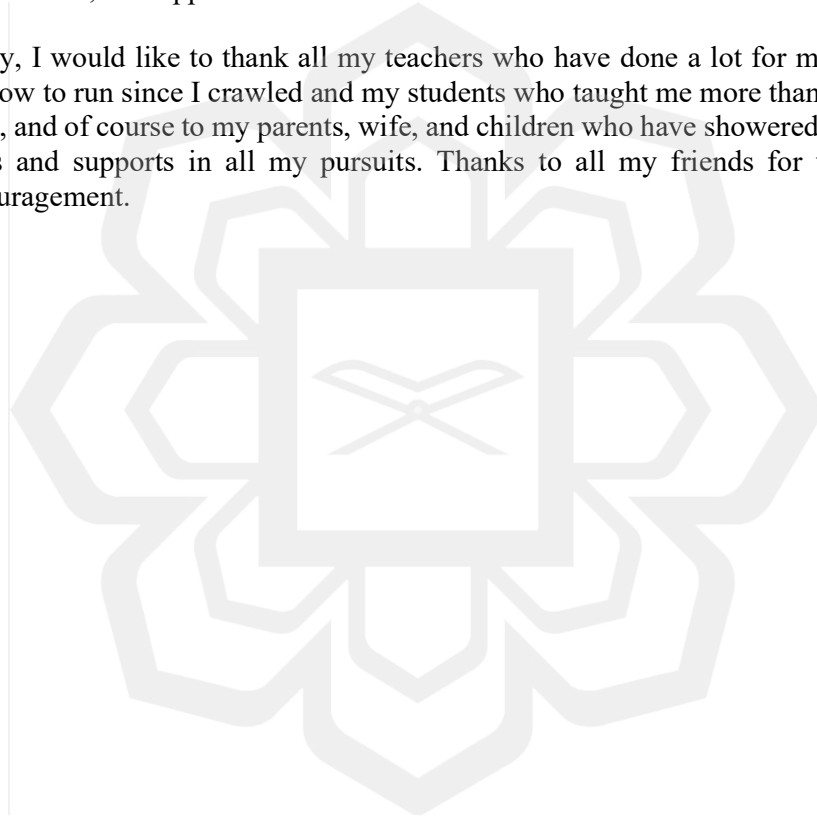 y, I would like to thank all my teachers who have done a lot for m
ow to run since I crawled and my students who taught me more than
, and of course to my parents, wife, and children who have showered
s and supports in all my pursuits. Thanks to all my friends for
uragement.